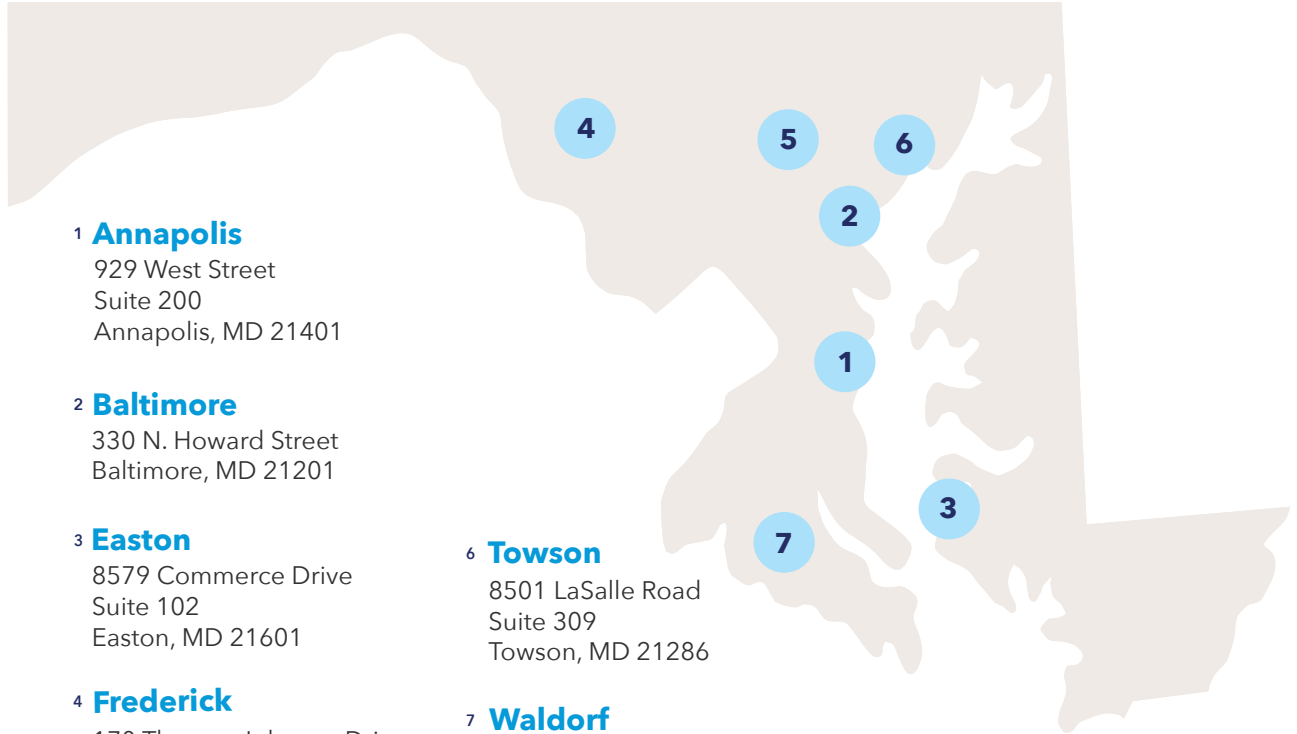 4
5
6
2
1
3
7
1 Annapolis
929 West Street
Suite 200
Annapolis, MD 21401
2 Baltimore
330 N. Howard Street
Baltimore, MD 21201
3 Easton
8579 Commerce Drive
Suite 102
Easton, MD 21601
4 Frederick
6 Towson
8501 LaSalle Road
Suite 309
Towson, MD 21286
7 Waldorf